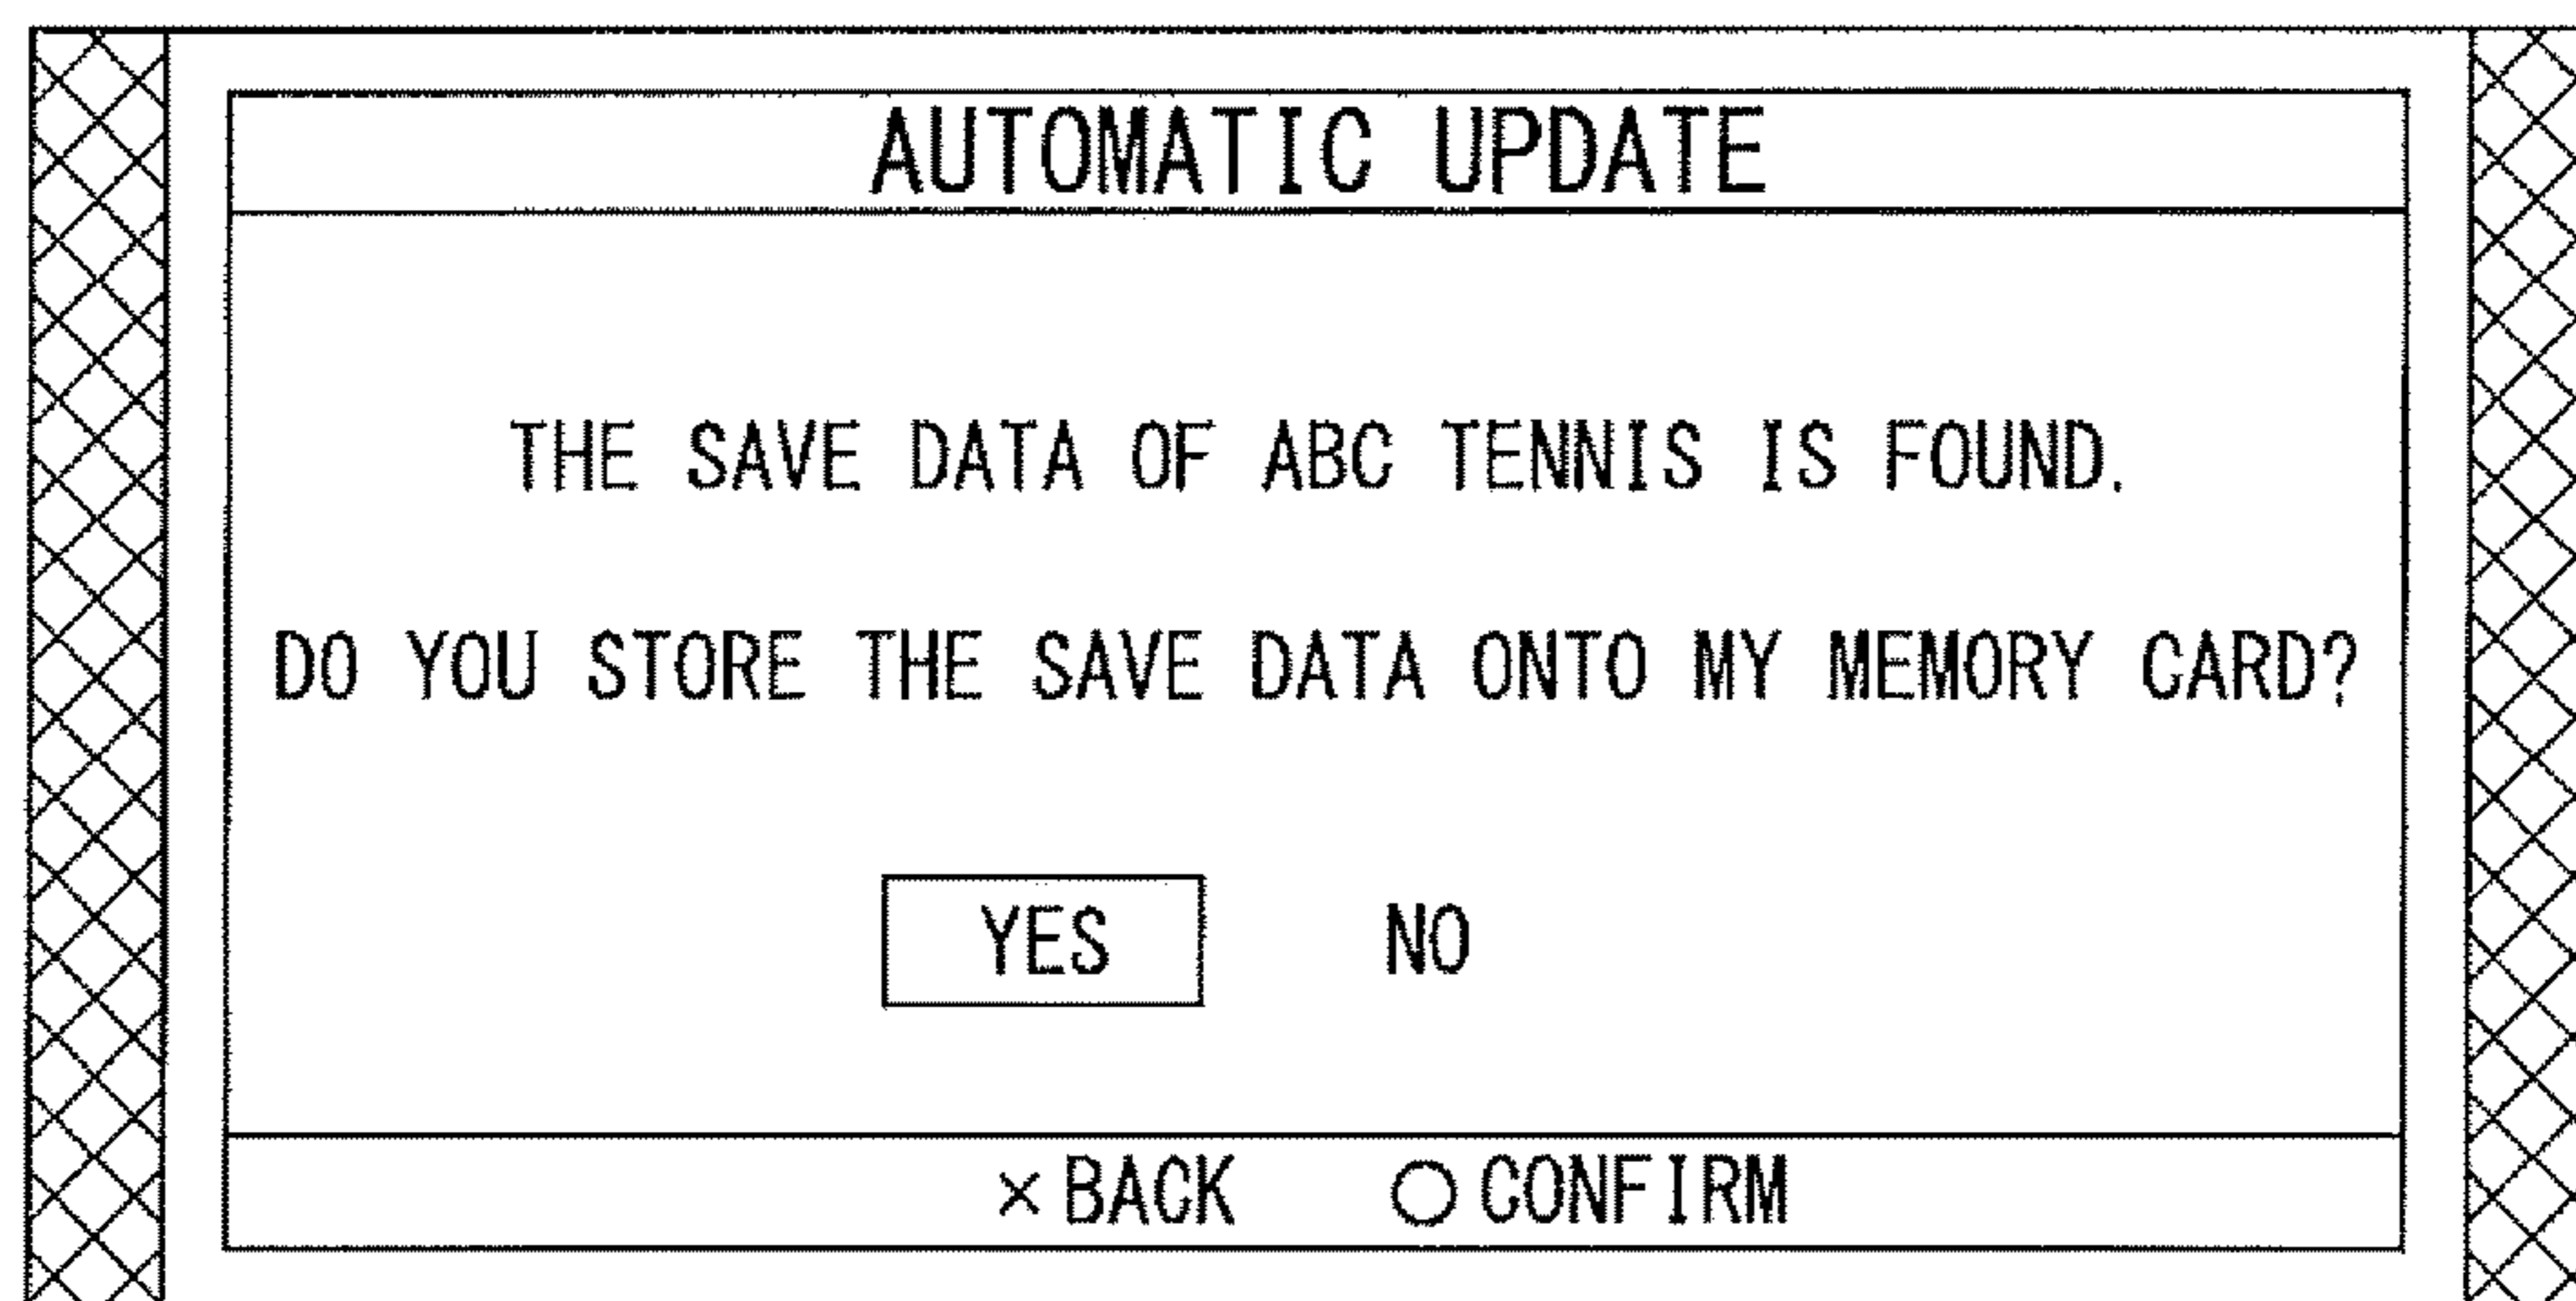 AUTOMATIC UPDATE
THE SAVE DATA OF ABC TENNIS IS FOUND.
DO YOU STORE THE SAVE DATA ONTO MY MEMORY CARD?
YES NO
×BACK ○CONFIRM